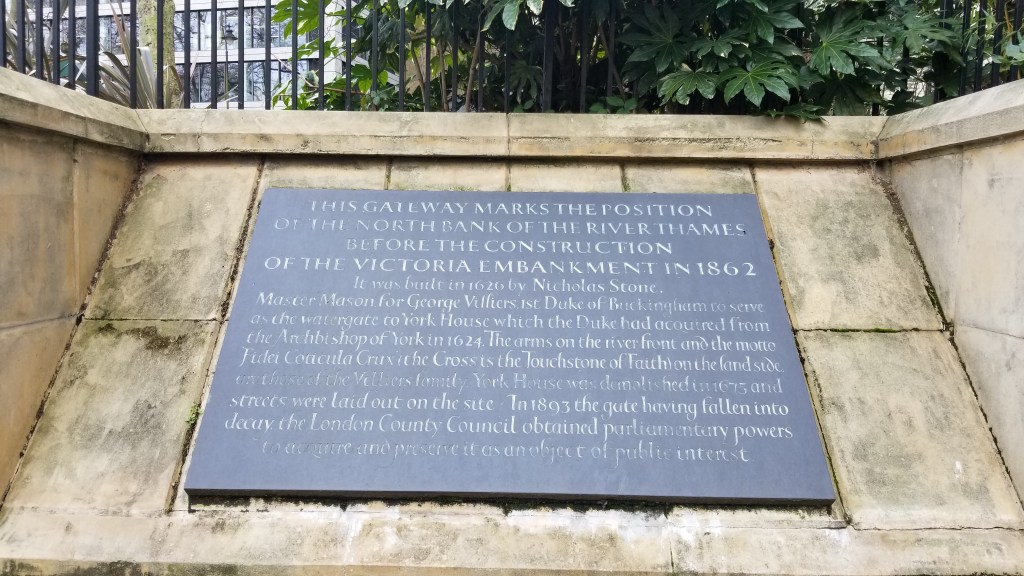 THIS GATEWAY MARKS THE POSITION
OF THE NORTH BANK OF THE RIVER THAMES
BEFORE THE CONSTRUCTION
OF THE VICTORIA EMBANKMENT IN 1862
It was built in 1626 by Nicholas Stone,
Master Mason for George Villiers, 1st Duke of Buckingham to serve
as the watergate to York House which the Duke had acquired from
the Archbishop of York in 1624. The arms on the river front and the motto
Fidei Coticula Crux (the Cross is the Touchstone of Faith) on the land side,
are those of the Villiers family. York House was demolished in 1675 and
streets were laid out on the site · In 1893 the gate having fallen into
decay, the London County Council obtained parliamentary powers
to acquire and preserve it as an object of public interest